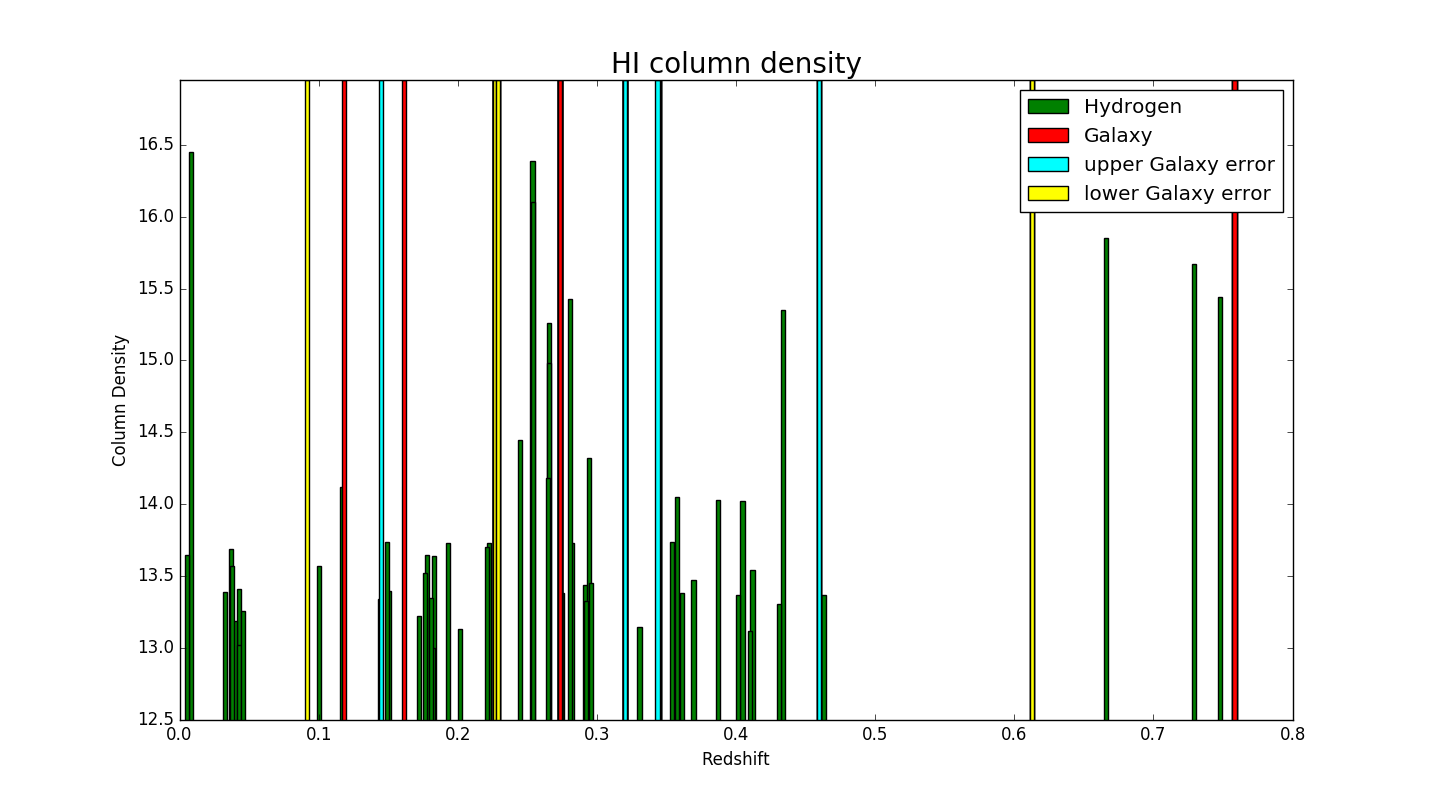 HI column density
Hydrogen
Galaxy
upper Galaxy error
lower Galaxy error
16.5
16.0
15.5
15.0
14.5
14.0
13.5
13.0
12.5
Column Density
0.0 0.1 0.2 0.3 0.4 0.5 0.6 0.7 0.8
Redshift